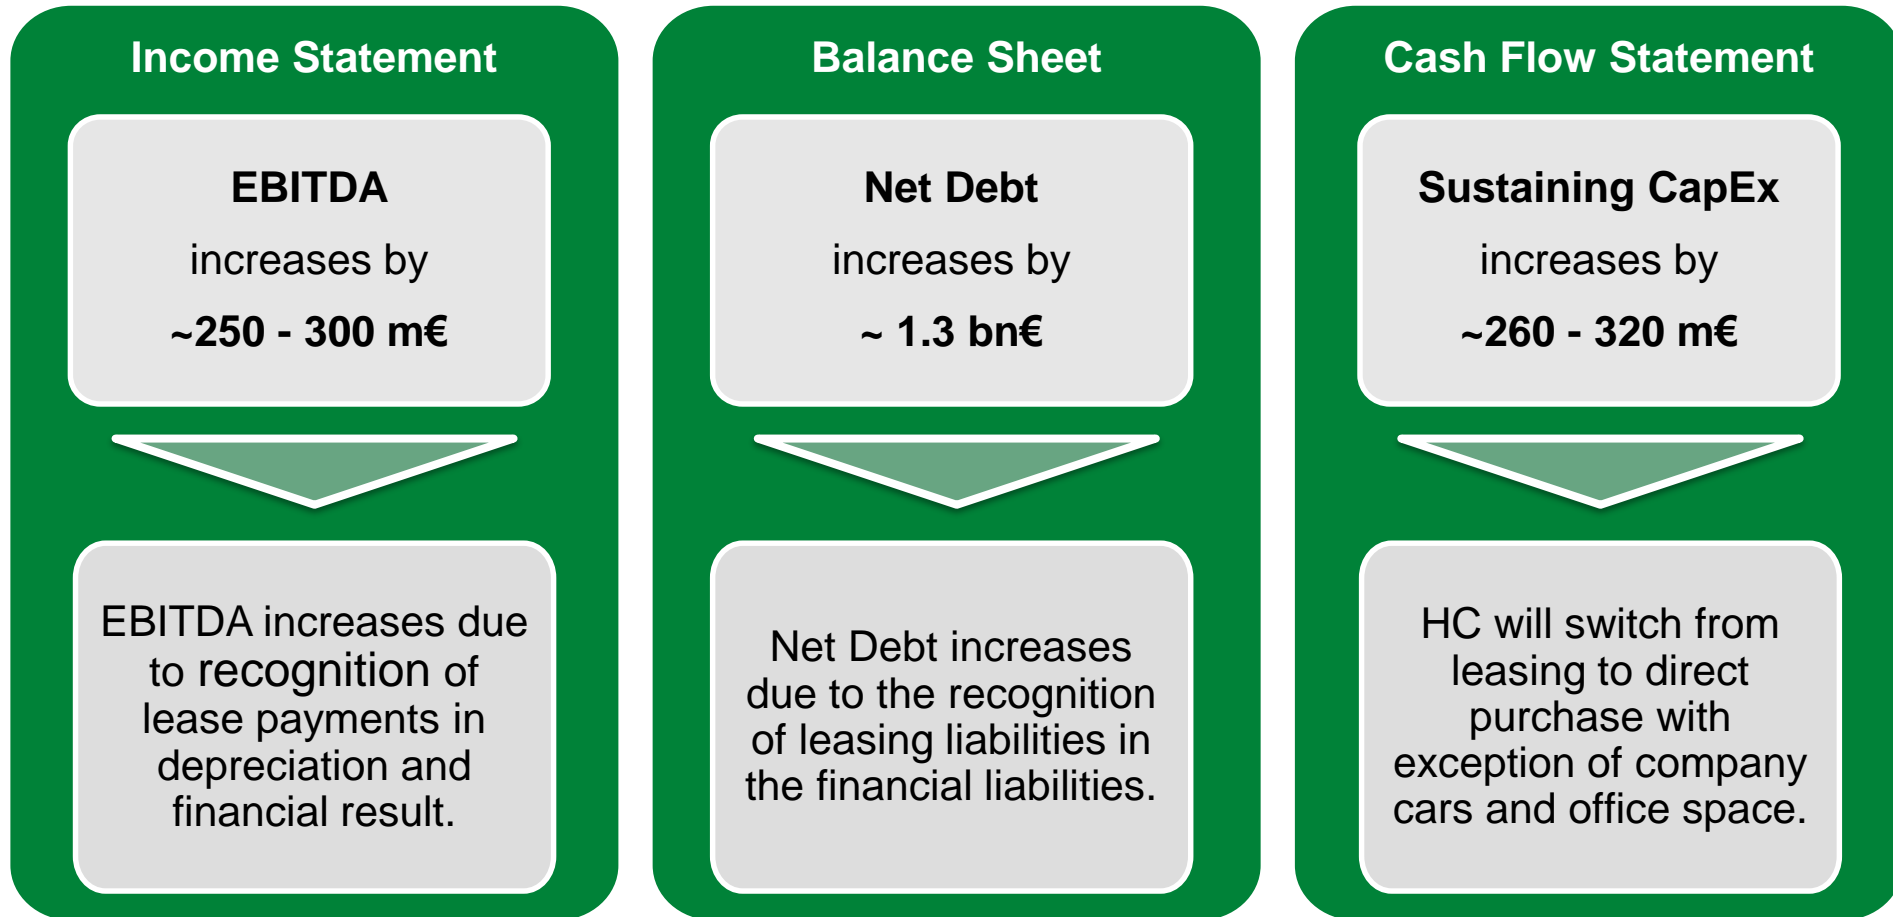 Income Statement
EBITDA
increases by
~250 - 300 m€
EBITDA increases due
to recognition of
lease payments in
depreciation and
financial result.
Balance Sheet
Net Debt
increases by
~ 1.3 bn€
Net Debt increases
due to the recognition
of leasing liabilities in
the financial liabilities.
Cash Flow Statement
Sustaining CapEx
increases by
~260 - 320 m€
HC will switch from
leasing to direct
purchase with
exception of company
cars and office space.